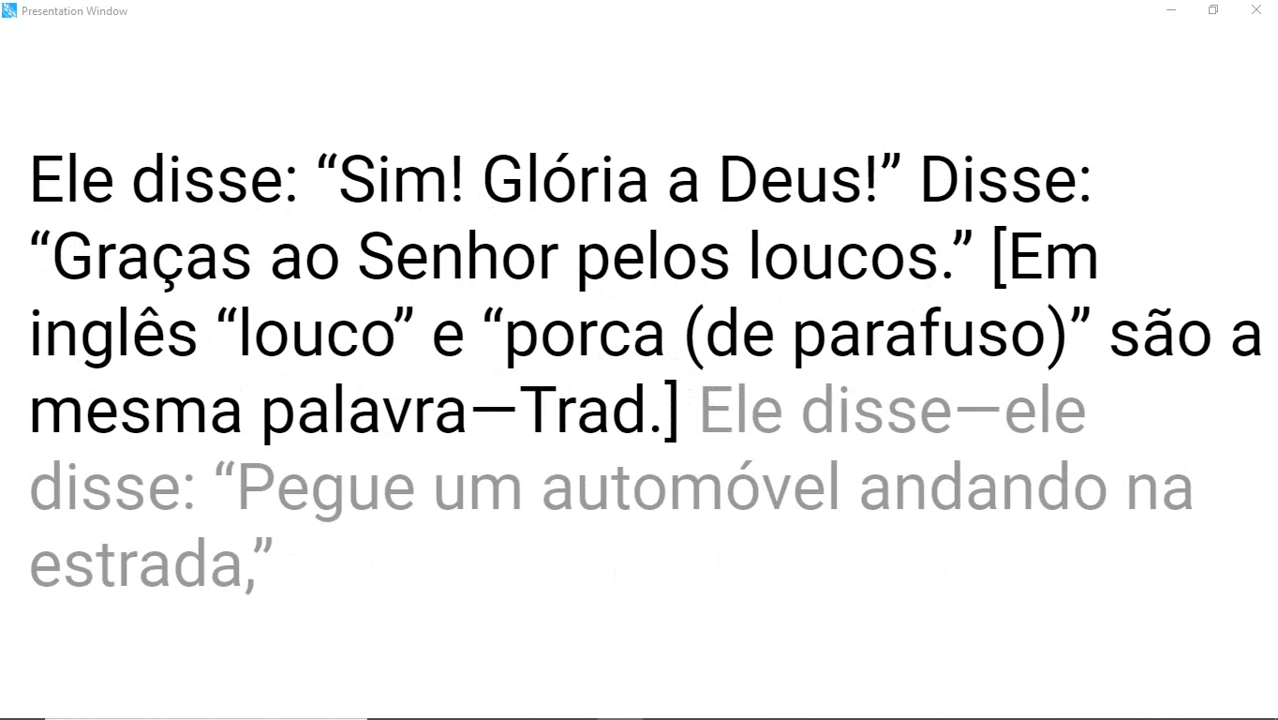 Presentation Window
Ele disse: “Sim! Glória a Deus!” Disse:
“Graças ao Senhor pelos loucos.” [Em
inglês “louco” e “porca (de parafuso)” são a
mesma palavra—Trad.] Ele disse—ele
disse: “Pegue um automóvel andando na
estrada,”